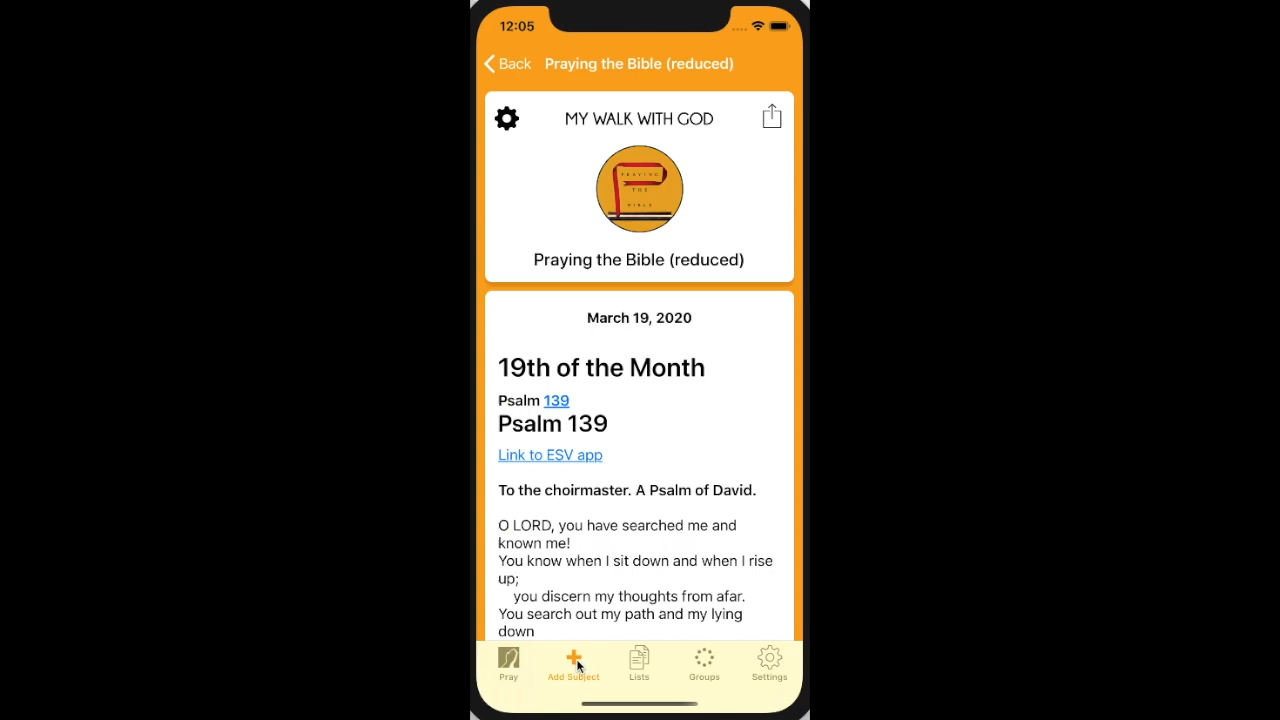 12:05
Back Praying the Bible (reduced)
MY WALK WITH GOD
PRAYING
THE
BIBLE
Praying the Bible (reduced)
March 19, 2020
19th of the Month
Psalm 139
Psalm 139
Link to ESV app
To the choirmaster. A Psalm of David.
O LORD, you have searched me and
known me!
You know when I sit down and when I rise
up;
you discern my thoughts from afar.
You search out my path and my lying
down
Pray Add Subject Lists Groups Settings